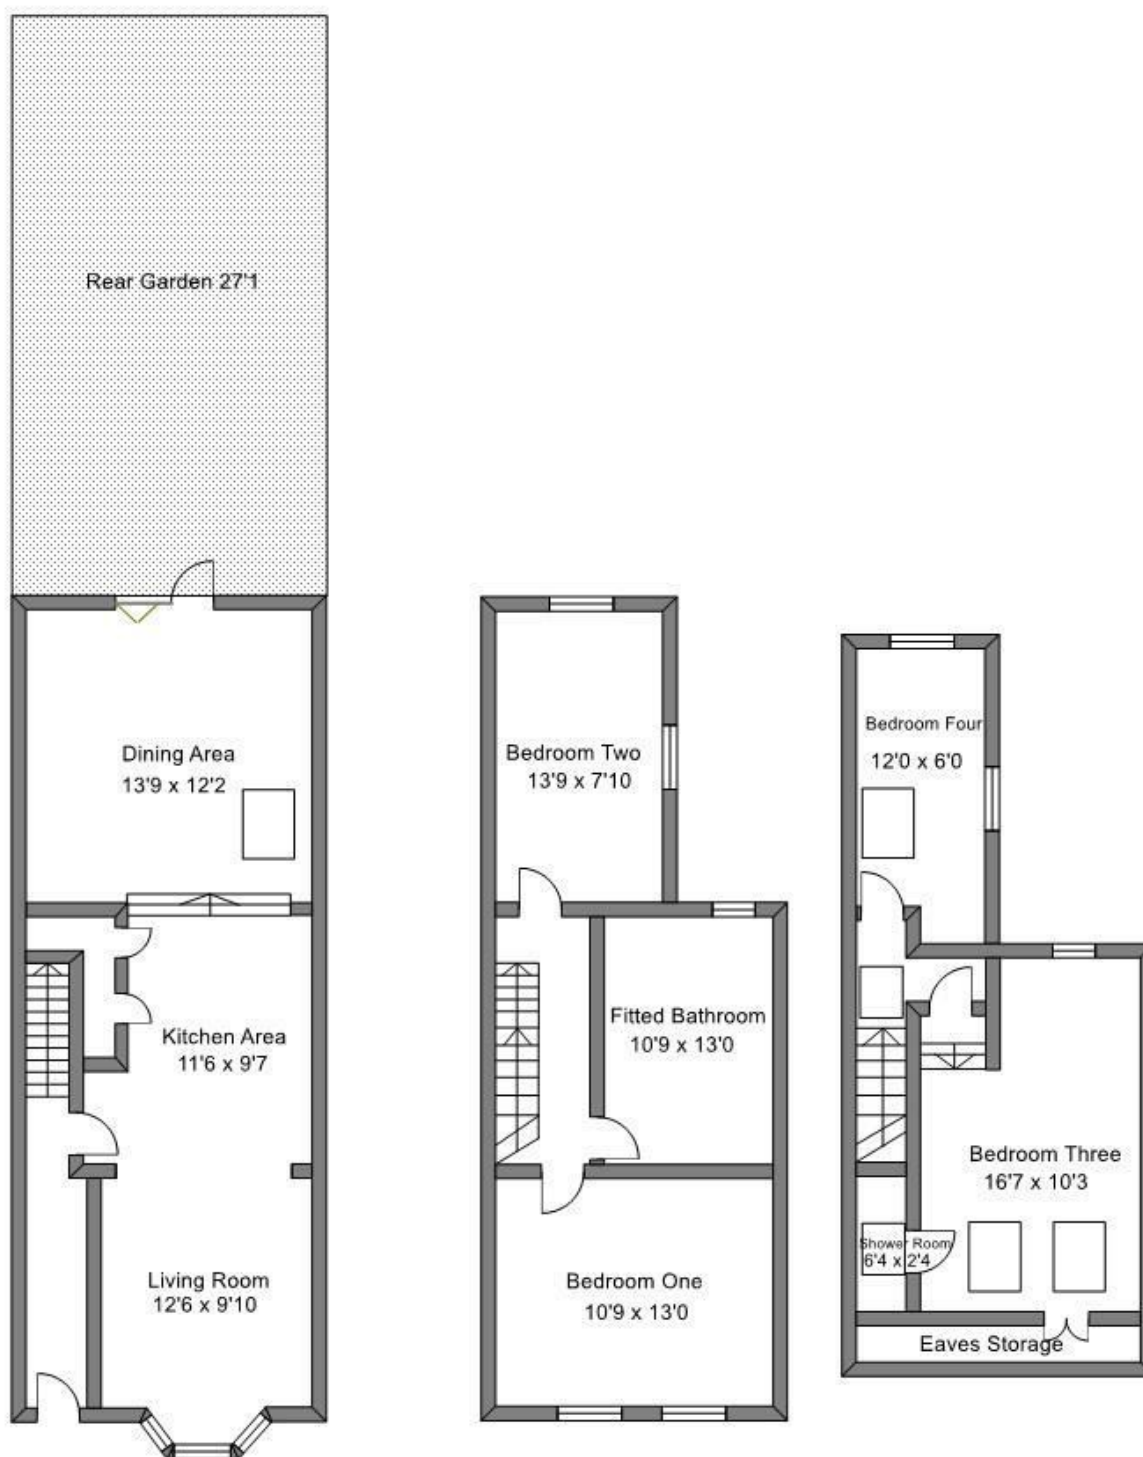 Rear Garden 27'1
Dining Area
13'9 x 12'2
Kitchen Area
11'6 x 9'7
Living Room
12'6 x 9'10
Bedroom Two
13'9 x 7'10
Fitted Bathroom
10'9 x 13'0
Bedroom One
10'9 x 13'0
Bedroom Four
12'0 x 6'0
Bedroom Three
16'7 x 10'3
Shower Room
6'4 x 2'4
Eaves Storage